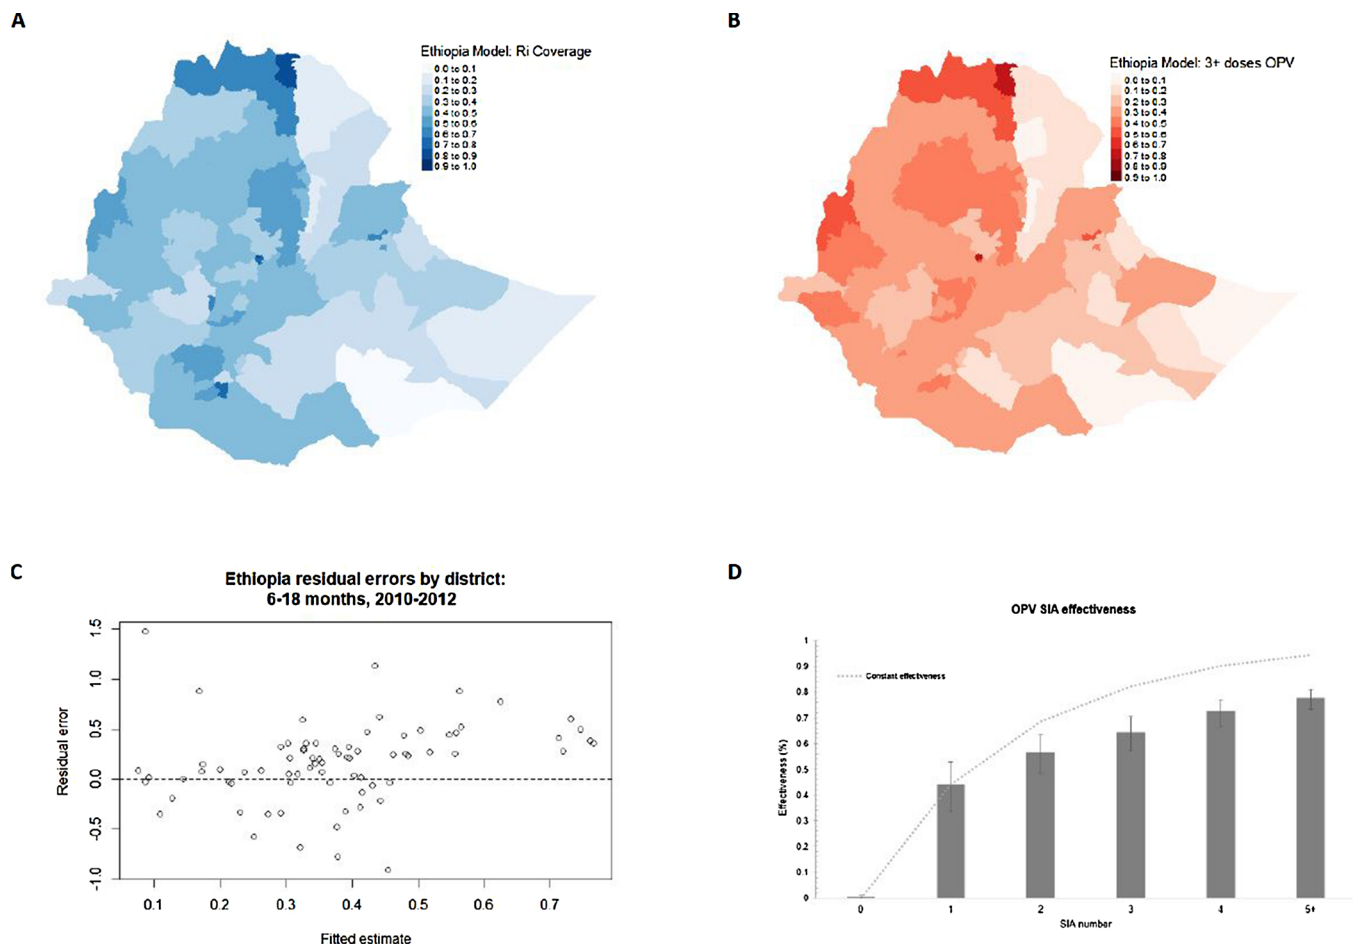 A
B
Ethiopia Model: Ri Coverage
0.0 to 0.1
0.1 to 0.2
0.2 to 0.3
0.3 to 0.4
0.4 to 0.5
0.5 to 0.6
0.6 to 0.7
0.7 to 0.8
0.8 to 0.9
0.9 to 1.0
Ethiopia Model: 3+ doses OPV
0.0 to 0.1
0.1 to 0.2
0.2 to 0.3
0.3 to 0.4
0.4 to 0.5
0.5 to 0.6
0.6 to 0.7
0.7 to 0.8
0.8 to 0.9
0.9 to 1.0
C
Ethiopia residual errors by district:
6-18 months, 2010-2012
Residual error
1.5
1.0
0.5
0.0
-0.5
-1.0
0.1 0.2 0.3 0.4 0.5 0.6 0.7
Fitted estimate
D
OPV SIA effectiveness
Effectiveness (%)
1
0.9
0.8
0.7
0.6
0.5
0.4
0.3
0.2
0.1
0
Constant effectiveness
0 1 2 3 4 5+
SIA number